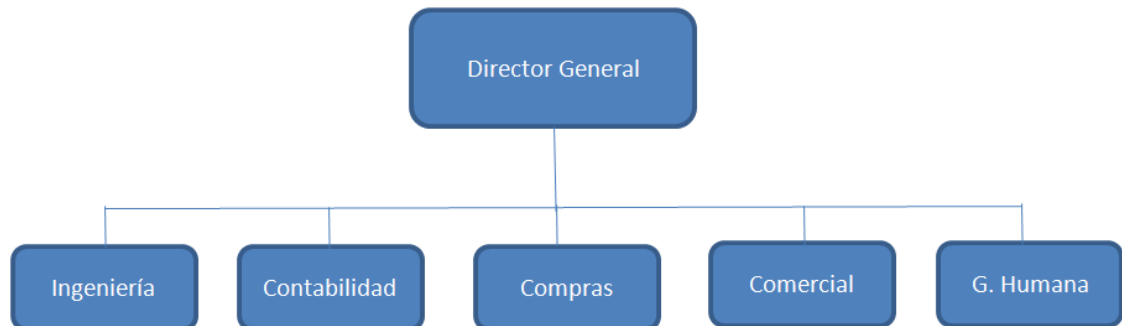 Director General
Ingeniería
Contabilidad
Compras
Comercial
G. Humana